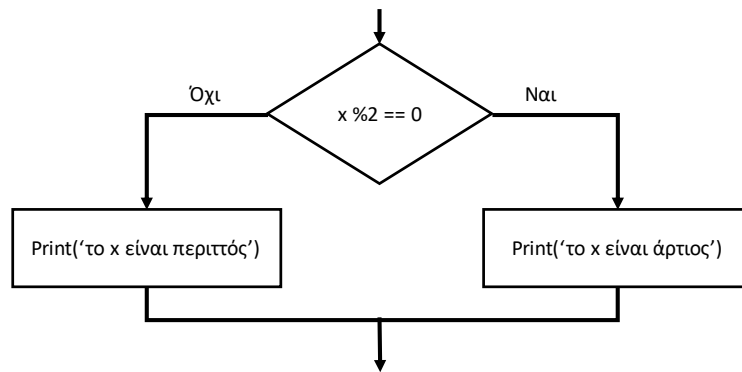 Όχι
Ναι
x %2 == 0
Print(‘το x είναι περιττός’)
Print(‘το x είναι άρτιος’)